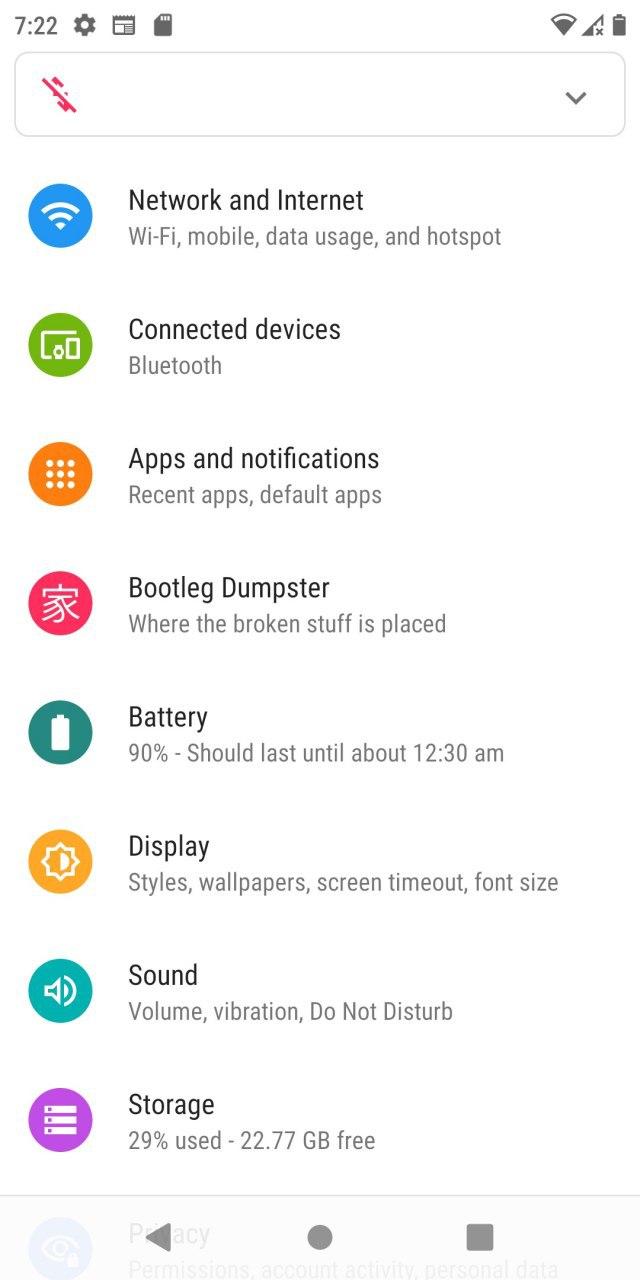 7:22
Network and Internet
Wi-Fi, mobile, data usage, and hotspot
Connected devices
Bluetooth
Apps and notifications
Recent apps, default apps
家
Bootleg Dumpster
Where the broken stuff is placed
Battery
90% - Should last until about 12:30 am
Display
Styles, wallpapers, screen timeout, font size
Sound
Volume, vibration, Do Not Disturb
Storage
29% used - 22.77 GB free
Privacy
Permissions, account activity, personal data